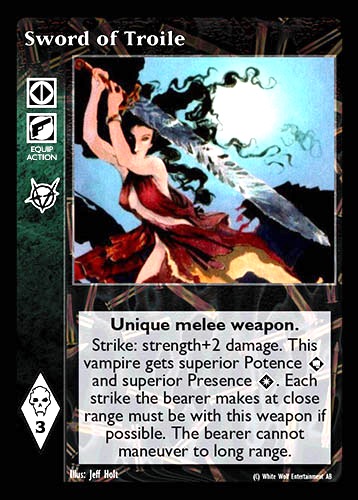 Sword of Troile
EQUIP
ACTION
Unique melee weapon.
Strike: strength+2 damage. This
vampire gets superior Potence
and superior Presence . Each
strike the bearer makes at close
range must be with this weapon if
possible. The bearer cannot
maneuver to long range.
3
Illus: Jeff Holt
(C) White Wolf Entertainment AB